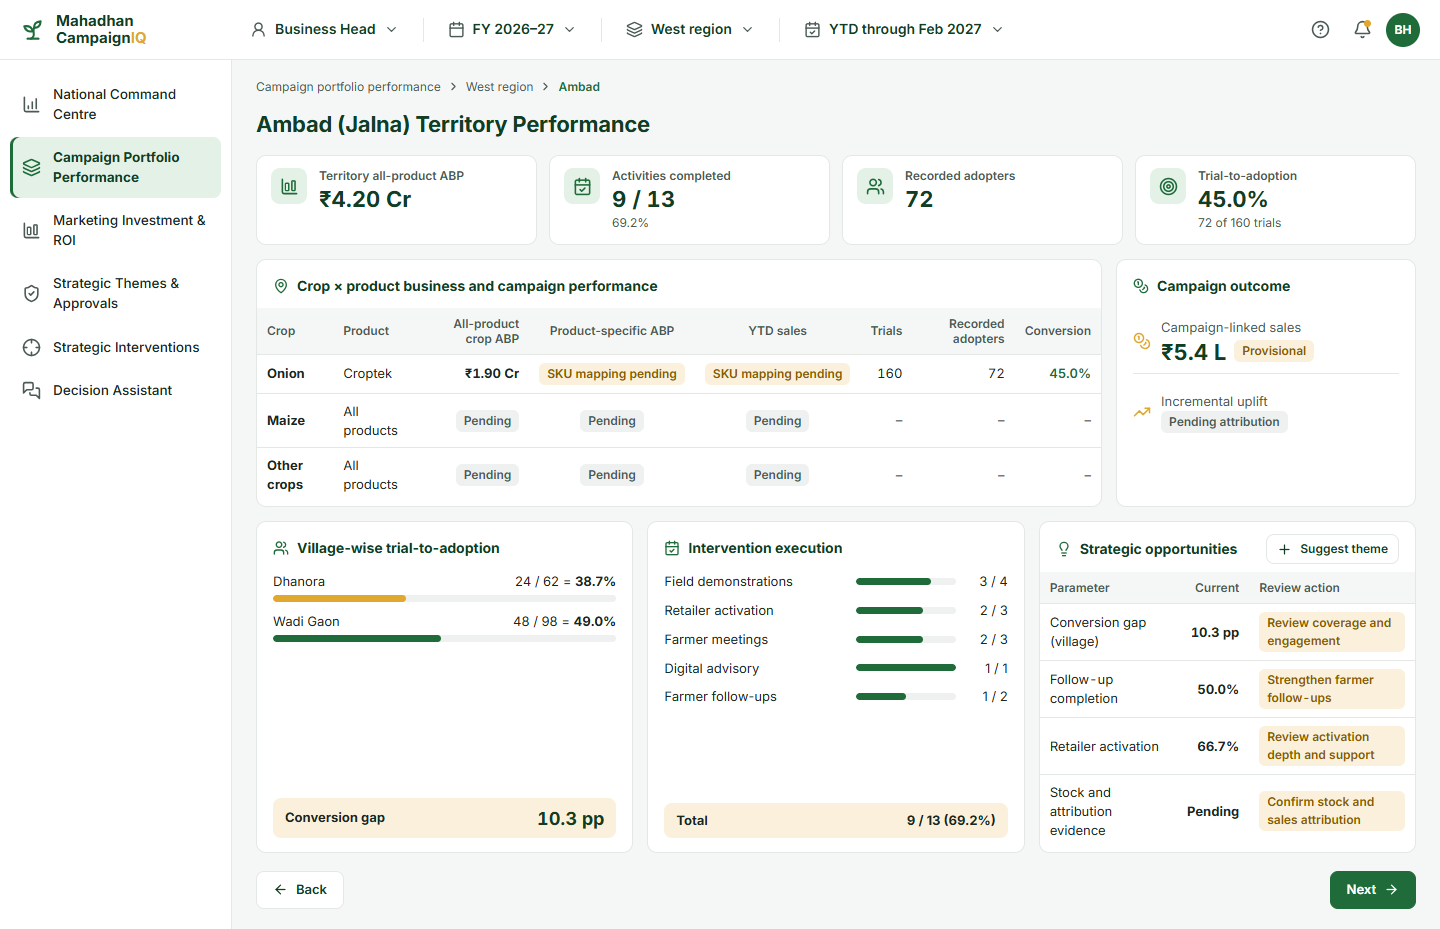 Mahadhan
CampaignIQ
Business Head
FY 2026–27
West region
YTD through Feb 2027
BH
National Command
Centre
Campaign Portfolio
Performance
Marketing Investment &
ROI
Strategic Themes &
Approvals
Strategic Interventions
Decision Assistant
Campaign portfolio performance > West region > Ambad
Ambad (Jalna) Territory Performance
Territory all-product ABP
₹4.20 Cr
Activities completed
9 / 13
69.2%
Recorded adopters
72
Trial-to-adoption
45.0%
72 of 160 trials
Crop × product business and campaign performance
Crop Product All-product crop ABP Product-specific ABP YTD sales Trials Recorded adopters Conversion
Onion Croptek ₹1.90 Cr SKU mapping pending SKU mapping pending 160 72 45.0%
Maize All products Pending Pending Pending – – –
Other crops All products Pending Pending Pending – – –
Campaign outcome
Campaign-linked sales
₹5.4 L Provisional
Incremental uplift
Pending attribution
Village-wise trial-to-adoption
Dhanora 24 / 62 = 38.7%
Wadi Gaon 48 / 98 = 49.0%
Conversion gap 10.3 pp
Intervention execution
Field demonstrations 3 / 4
Retailer activation 2 / 3
Farmer meetings 2 / 3
Digital advisory 1 / 1
Farmer follow-ups 1 / 2
Total 9 / 13 (69.2%)
Strategic opportunities
+ Suggest theme
Parameter Current Review action
Conversion gap (village) 10.3 pp Review coverage and engagement
Follow-up completion 50.0% Strengthen farmer follow-ups
Retailer activation 66.7% Review activation depth and support
Stock and attribution evidence Pending Confirm stock and sales attribution
← Back
Next →